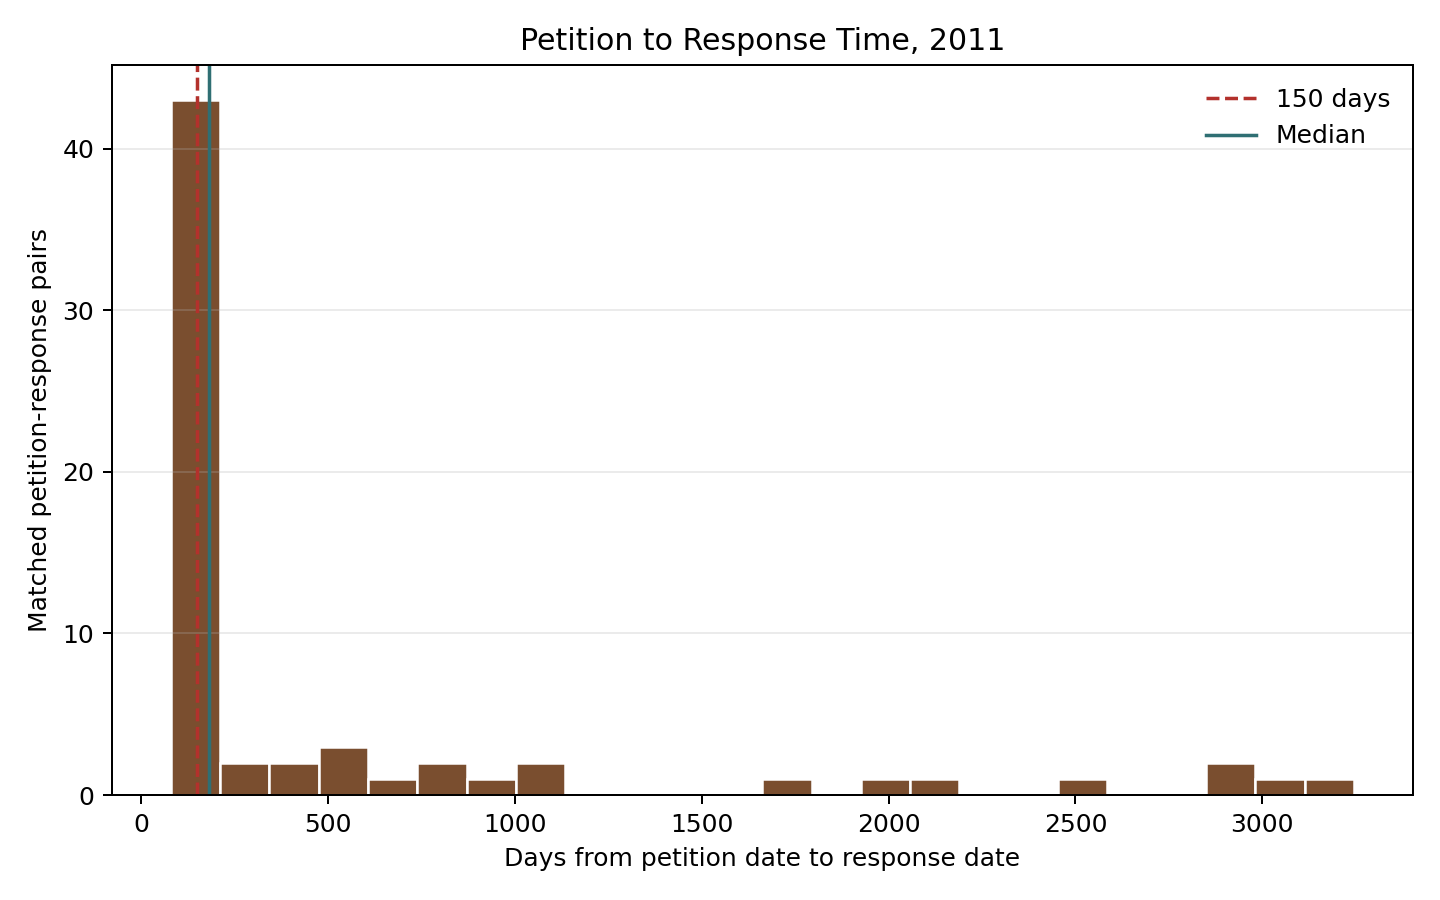 Petition to Response Time, 2011
150 days
Median
Matched petition-response pairs
40
30
20
10
0
0 500 1000 1500 2000 2500 3000
Days from petition date to response date